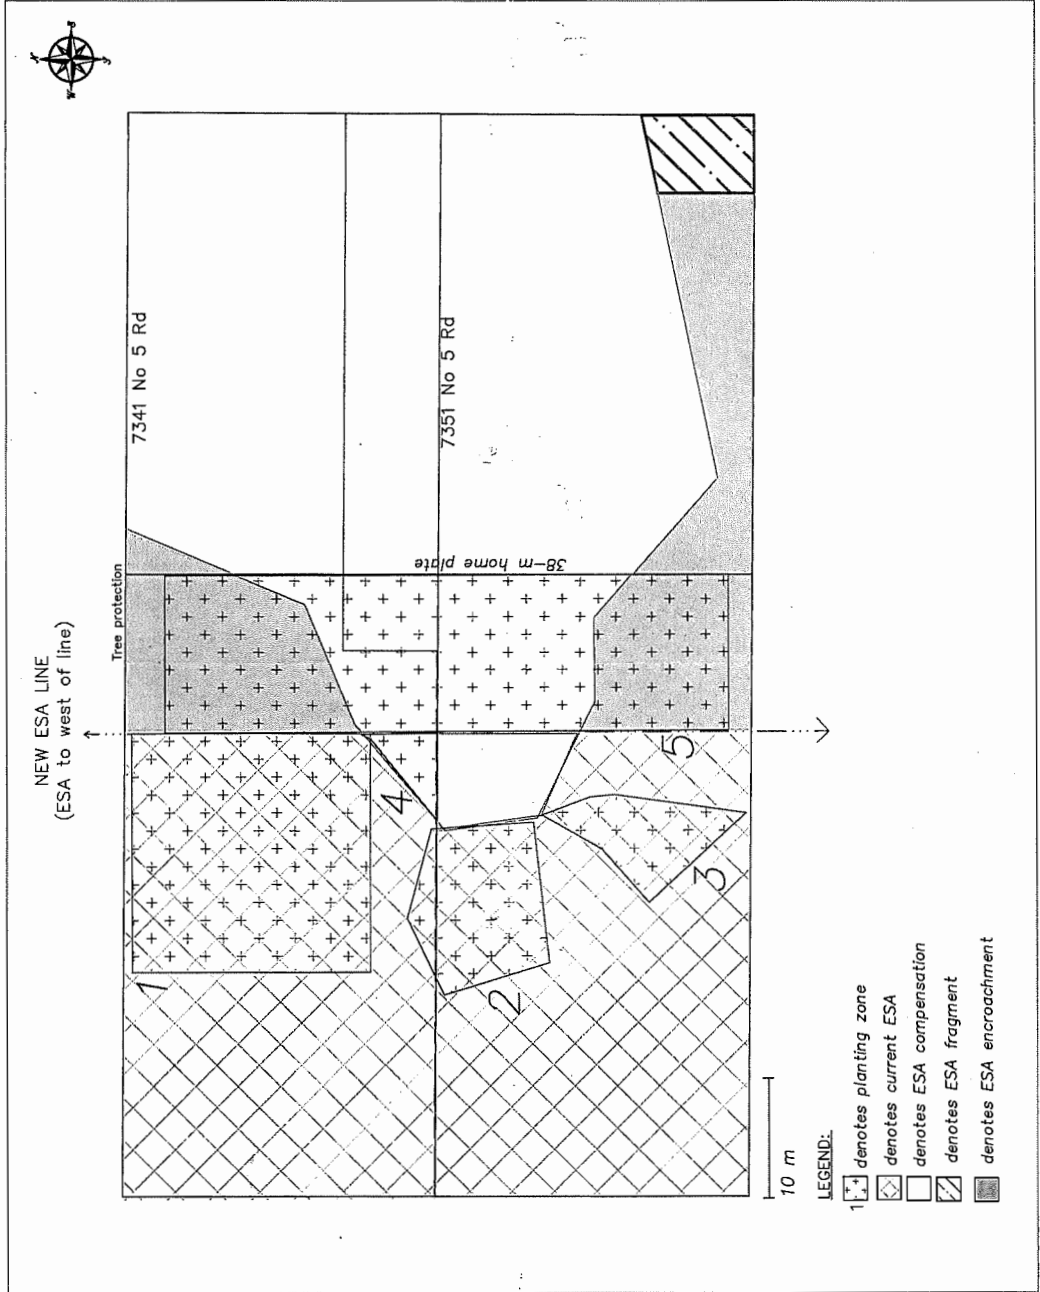 NEW ESA LINE
(ESA to west of line)
Tree protection
7341 No 5 Rd
7351 No 5 Rd
38-m home plate
1
2
3
4
5
10 m
LEGEND:
1 denotes planting zone
denotes current ESA
denotes ESA compensation
denotes ESA fragment
denotes ESA encroachment